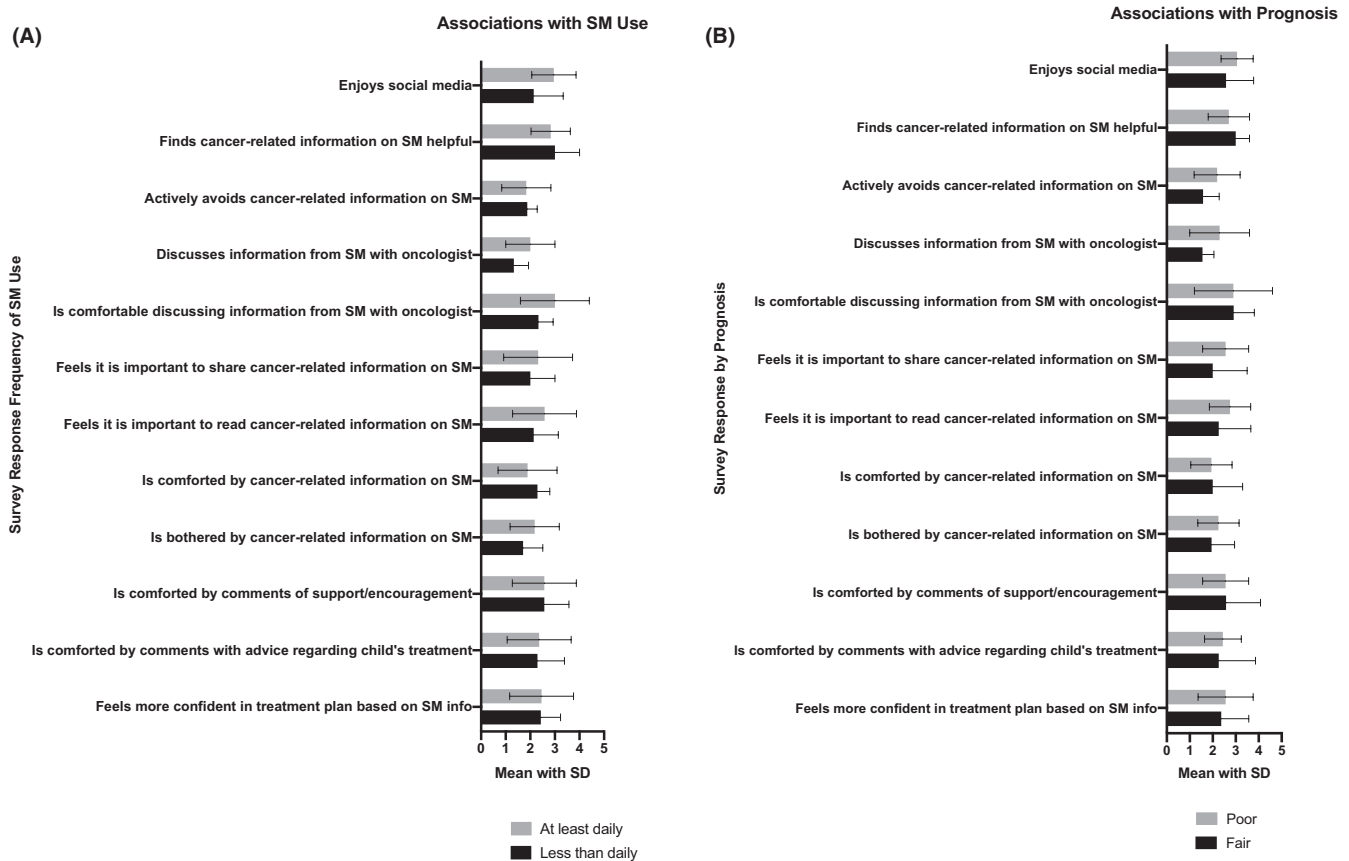 (A)
Associations with SM Use
Survey Response Frequency of SM Use
Enjoys social media
Finds cancer-related information on SM helpful
Actively avoids cancer-related information on SM
Discusses information from SM with oncologist
Is comfortable discussing information from SM with oncologist
Feels it is important to share cancer-related information on SM
Feels it is important to read cancer-related information on SM
Is comforted by cancer-related information on SM
Is bothered by cancer-related information on SM
Is comforted by comments of support/encouragement
Is comforted by comments with advice regarding child's treatment
Feels more confident in treatment plan based on SM info
0 1 2 3 4 5
Mean with SD
At least daily
Less than daily
(B)
Associations with Prognosis
Survey Response by Prognosis
Enjoys social media
Finds cancer-related information on SM helpful
Actively avoids cancer-related information on SM
Discusses information from SM with oncologist
Is comfortable discussing information from SM with oncologist
Feels it is important to share cancer-related information on SM
Feels it is important to read cancer-related information on SM
Is comforted by cancer-related information on SM
Is bothered by cancer-related information on SM
Is comforted by comments of support/encouragement
Is comforted by comments with advice regarding child's treatment
Feels more confident in treatment plan based on SM info
0 1 2 3 4 5
Mean with SD
Poor
Fair